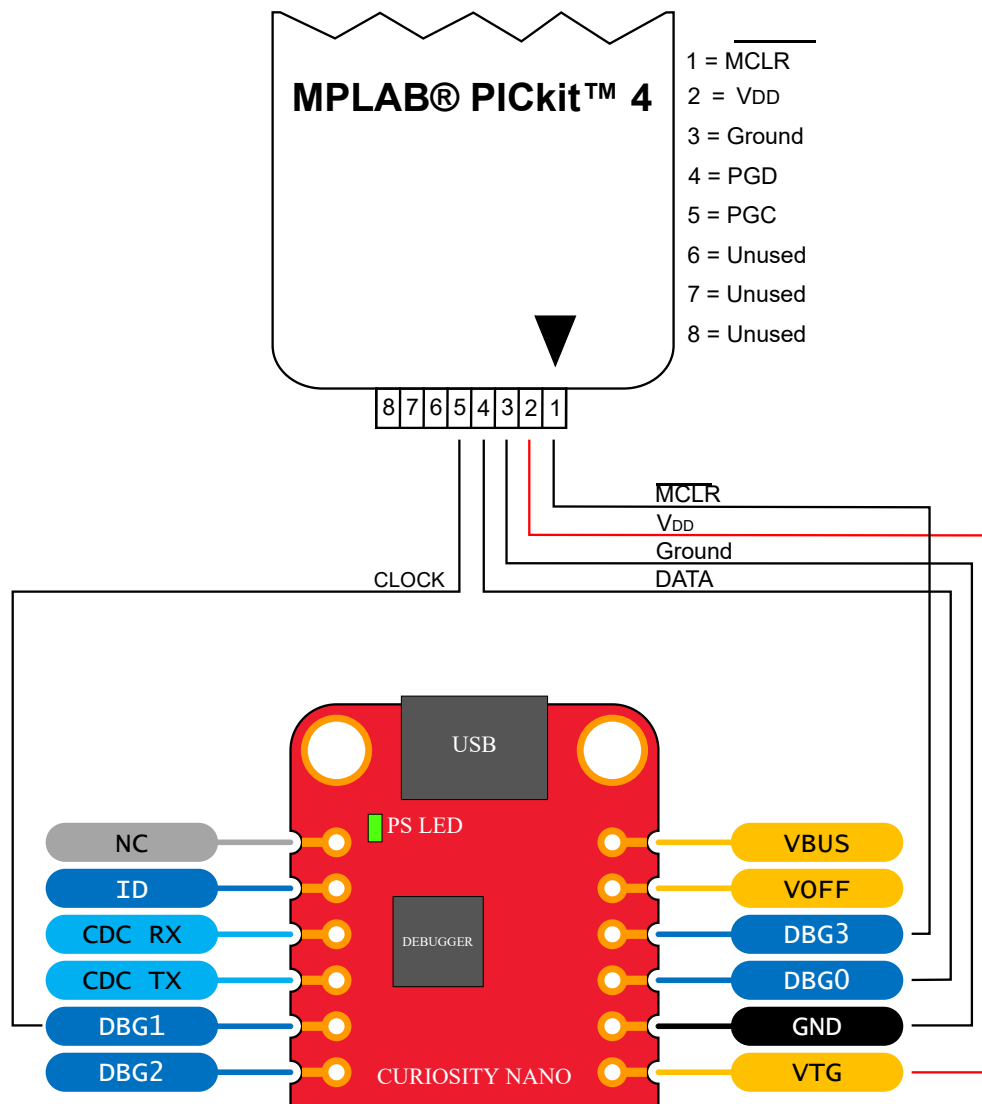 MPLAB® PICkit™ 4
1 = MCLR
2 = VDD
3 = Ground
4 = PGD
5 = PGC
6 = Unused
7 = Unused
8 = Unused
8 7 6 5 4 3 2 1
MCLR
VDD
Ground
CLOCK
DATA
USB
PS LED
NC
VBUS
ID
VOFF
CDC RX
DEBUGGER
DBG3
CDC TX
DBG0
DBG1
GND
DBG2
CURIOSITY NANO
VTG